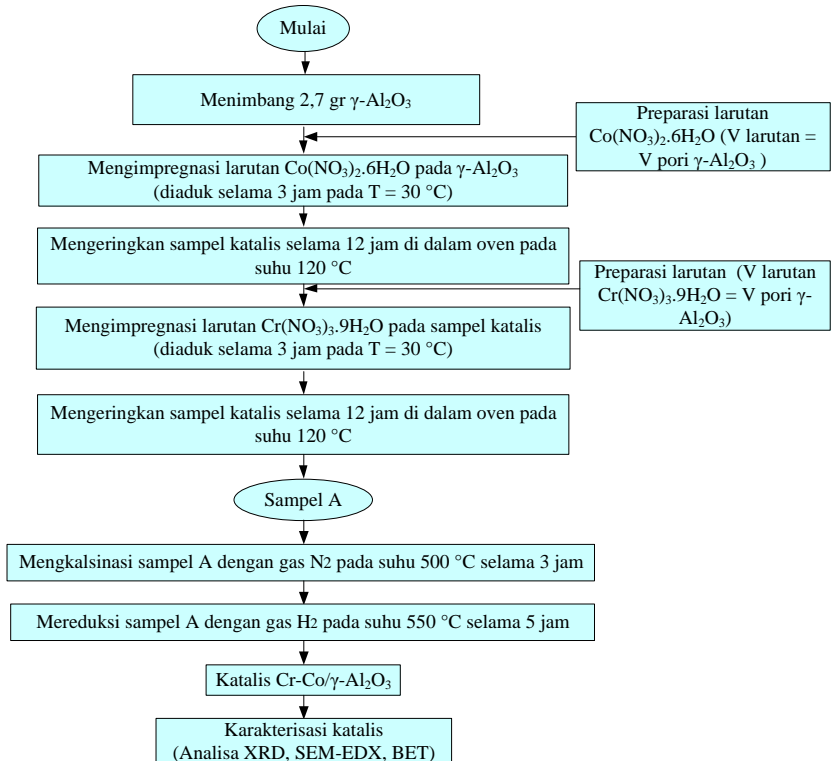 Mulai
Menimbang 2,7 gr γ-Al₂O₃
Preparasi larutan
Co(NO₃)₂.6H₂O (V larutan =
V pori γ-Al₂O₃ )
Mengimpregnasi larutan Co(NO₃)₂.6H₂O pada γ-Al₂O₃
(diaduk selama 3 jam pada T = 30 °C)
Mengeringkan sampel katalis selama 12 jam di dalam oven pada
suhu 120 °C
Preparasi larutan (V larutan
Cr(NO₃)₃.9H₂O = V pori γ-
Al₂O₃)
Mengimpregnasi larutan Cr(NO₃)₃.9H₂O pada sampel katalis
(diaduk selama 3 jam pada T = 30 °C)
Mengeringkan sampel katalis selama 12 jam di dalam oven pada
suhu 120 °C
Sampel A
Mengkalsinasi sampel A dengan gas N₂ pada suhu 500 °C selama 3 jam
Mereduksi sampel A dengan gas H₂ pada suhu 550 °C selama 5 jam
Katalis Cr-Co/γ-Al₂O₃
Karakterisasi katalis
(Analisa XRD, SEM-EDX, BET)